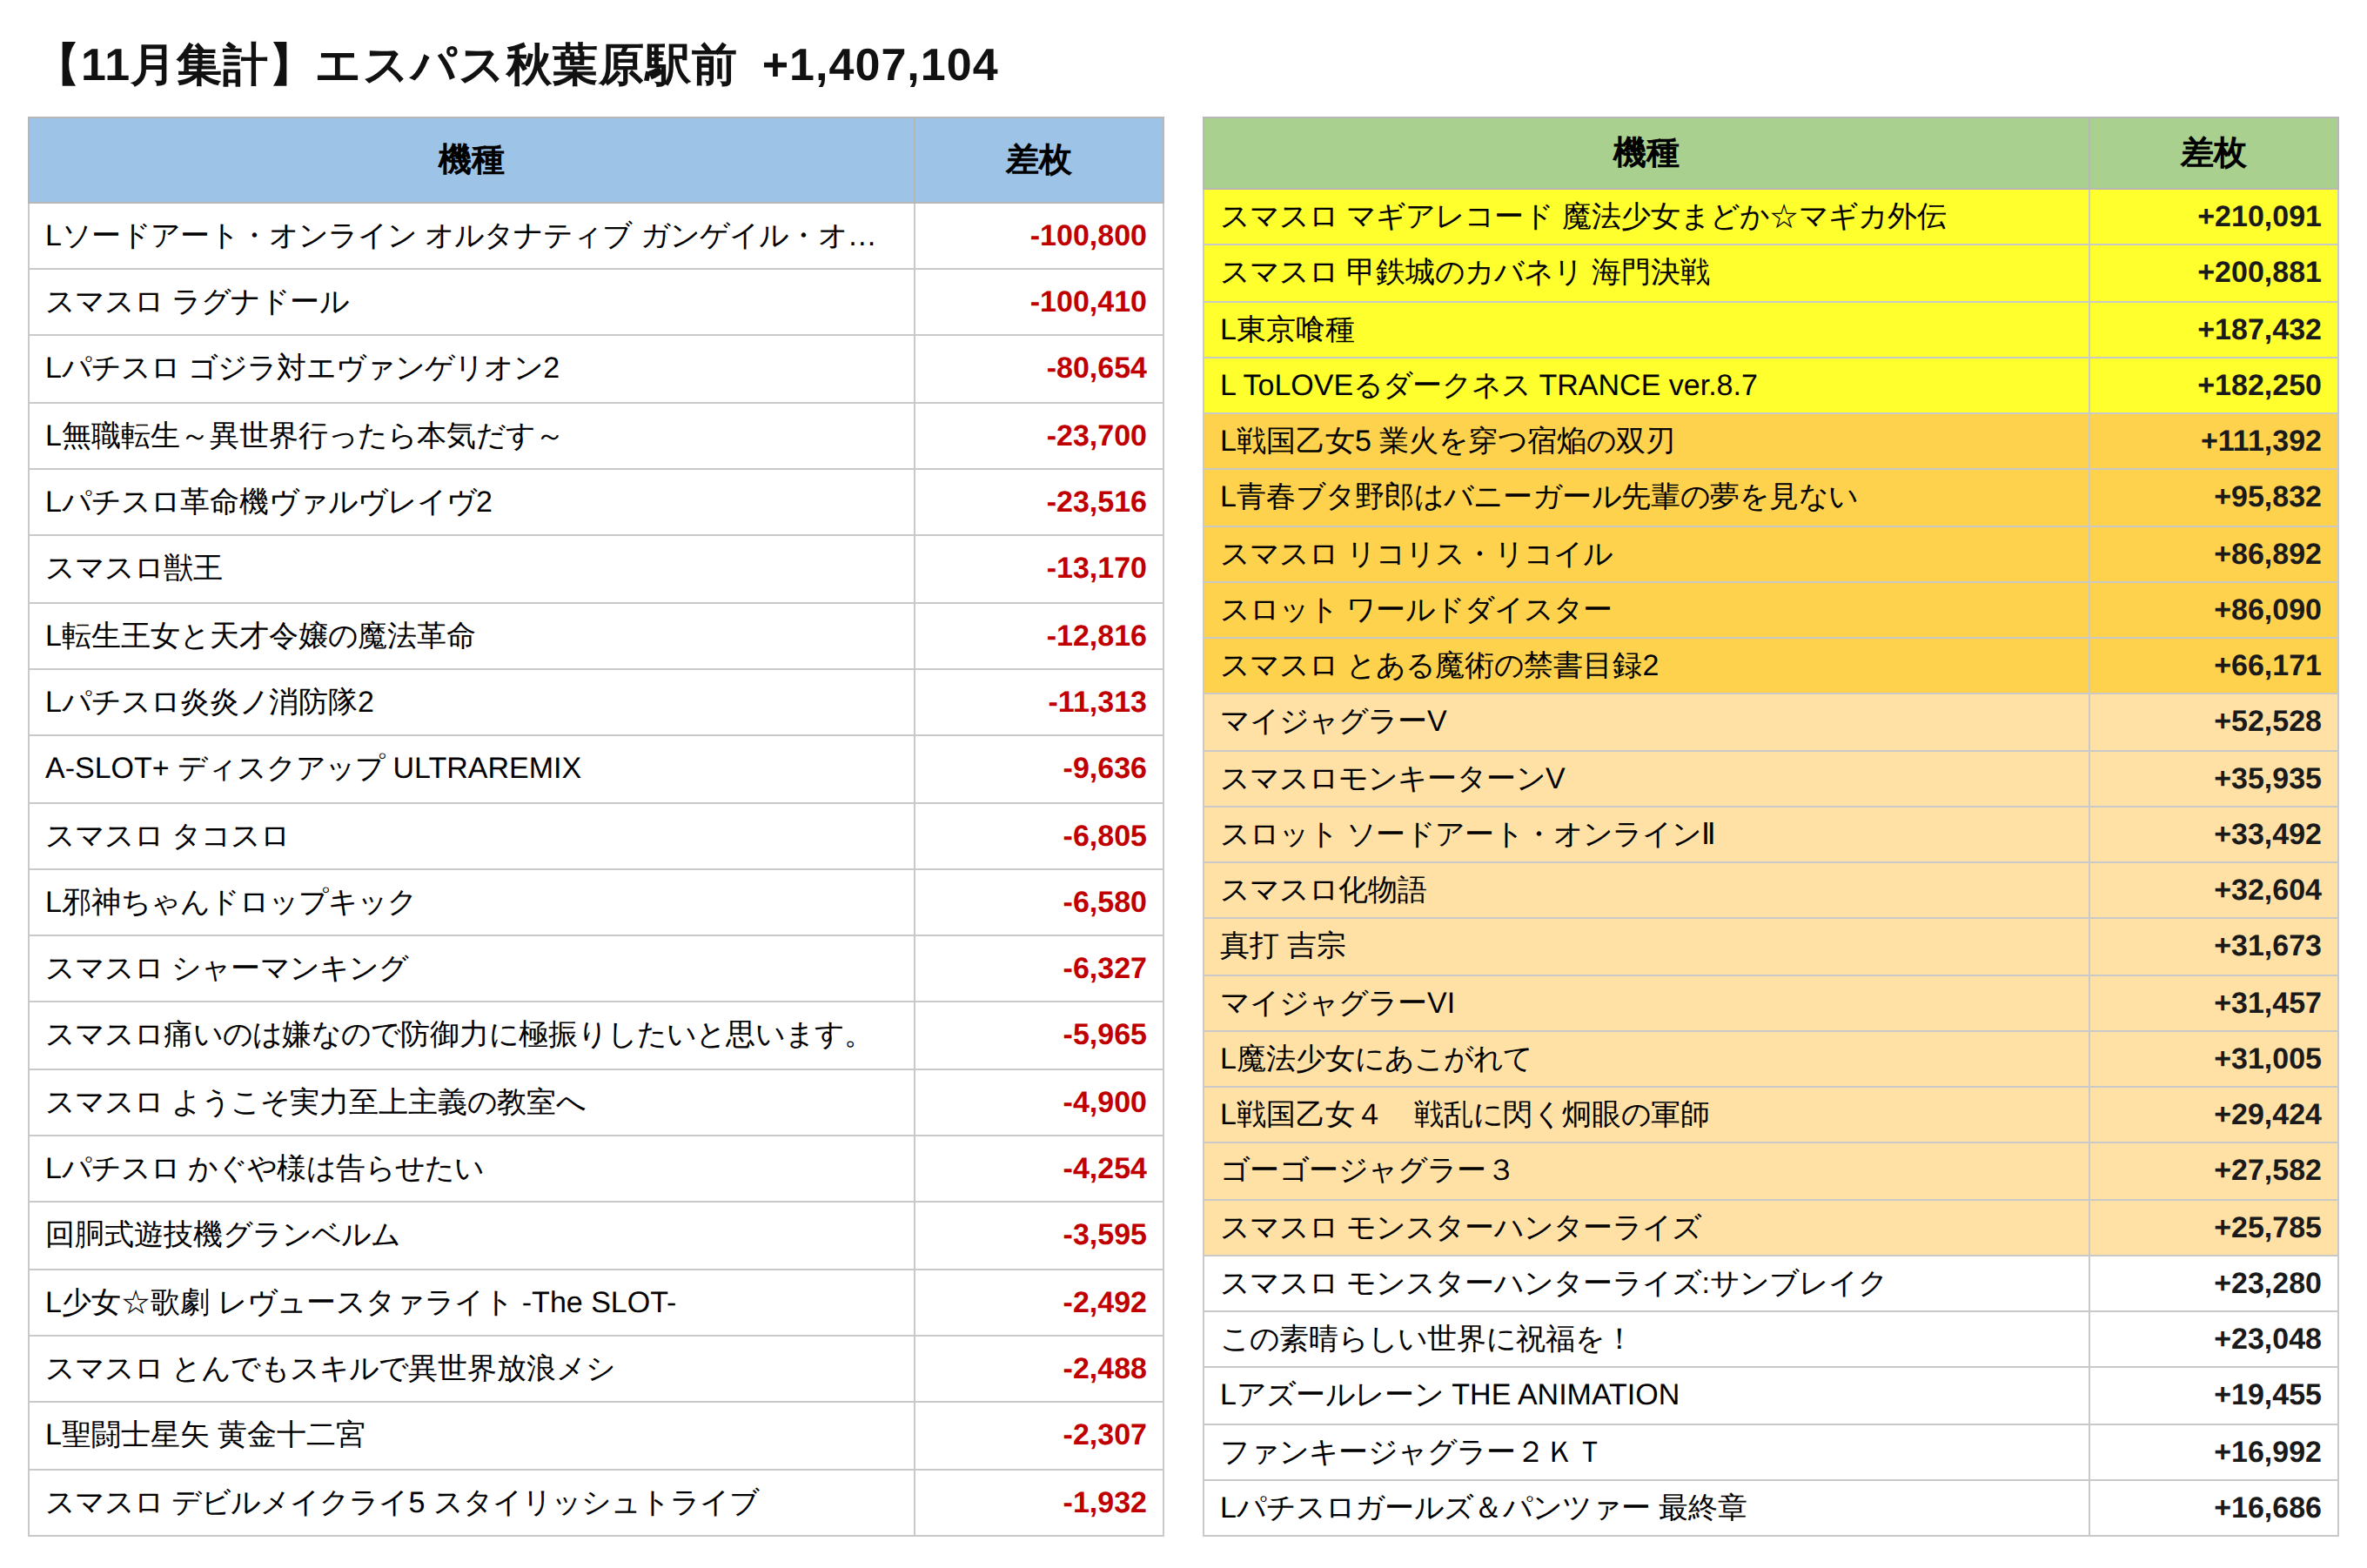 【11月集計】エスパス秋葉原駅前 +1,407,104
機種 差枚
Lソードアート・オンライン オルタナティブ ガンゲイル・オ… -100,800
スマスロ ラグナドール -100,410
Lパチスロ ゴジラ対エヴァンゲリオン2 -80,654
L無職転生～異世界行ったら本気だす～ -23,700
Lパチスロ革命機ヴァルヴレイヴ2 -23,516
スマスロ獣王 -13,170
L転生王女と天才令嬢の魔法革命 -12,816
Lパチスロ炎炎ノ消防隊2 -11,313
A-SLOT+ ディスクアップ ULTRAREMIX -9,636
スマスロ タコスロ -6,805
L邪神ちゃんドロップキック -6,580
スマスロ シャーマンキング -6,327
スマスロ痛いのは嫌なので防御力に極振りしたいと思います。 -5,965
スマスロ ようこそ実力至上主義の教室へ -4,900
Lパチスロ かぐや様は告らせたい -4,254
回胴式遊技機グランベルム -3,595
L少女☆歌劇 レヴュースタァライト -The SLOT- -2,492
スマスロ とんでもスキルで異世界放浪メシ -2,488
L聖闘士星矢 黄金十二宮 -2,307
スマスロ デビルメイクライ5 スタイリッシュトライブ -1,932
機種 差枚
スマスロ マギアレコード 魔法少女まどか☆マギカ外伝 +210,091
スマスロ 甲鉄城のカバネリ 海門決戦 +200,881
L東京喰種 +187,432
L ToLOVEるダークネス TRANCE ver.8.7 +182,250
L戦国乙女5 業火を穿つ宿焔の双刃 +111,392
L青春ブタ野郎はバニーガール先輩の夢を見ない +95,832
スマスロ リコリス・リコイル +86,892
スロット ワールドダイスター +86,090
スマスロ とある魔術の禁書目録2 +66,171
マイジャグラーV +52,528
スマスロモンキーターンV +35,935
スロット ソードアート・オンラインⅡ +33,492
スマスロ化物語 +32,604
真打 吉宗 +31,673
マイジャグラーVI +31,457
L魔法少女にあこがれて +31,005
L戦国乙女４　戦乱に閃く炯眼の軍師 +29,424
ゴーゴージャグラー３ +27,582
スマスロ モンスターハンターライズ +25,785
スマスロ モンスターハンターライズ:サンブレイク +23,280
この素晴らしい世界に祝福を！ +23,048
Lアズールレーン THE ANIMATION +19,455
ファンキージャグラー２ＫＴ +16,992
Lパチスロガールズ＆パンツァー 最終章 +16,686